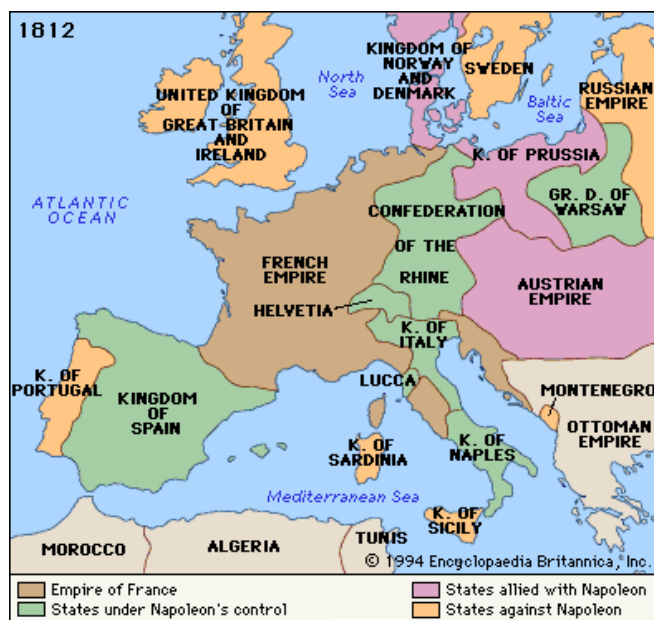 1812
KINGDOM OF
NORWAY
AND
DENMARK
SWEDEN
RUSSIAN
EMPIRE
North
Sea
Baltic
Sea
UNITED KINGDOM
OF
GREAT BRITAIN
AND
IRELAND
K. OF PRUSSIA
GR. D. OF
WARSAW
ATLANTIC
OCEAN
CONFEDERATION
OF THE
RHINE
FRENCH
EMPIRE
AUSTRIAN
EMPIRE
HELVETIA
K. OF
ITALY
K. OF
PORTUGAL
KINGDOM
OF
SPAIN
LUCCA
MONTENEGRO
OTTOMAN
EMPIRE
K. OF
SARDINIA
K. OF
NAPLES
Mediterranean Sea
K. OF
SICILY
MOROCCO
ALGERIA
TUNIS
© 1994 Encyclopaedia Britannica, Inc.
Empire of France
States under Napoleon's control
States allied with Napoleon
States against Napoleon